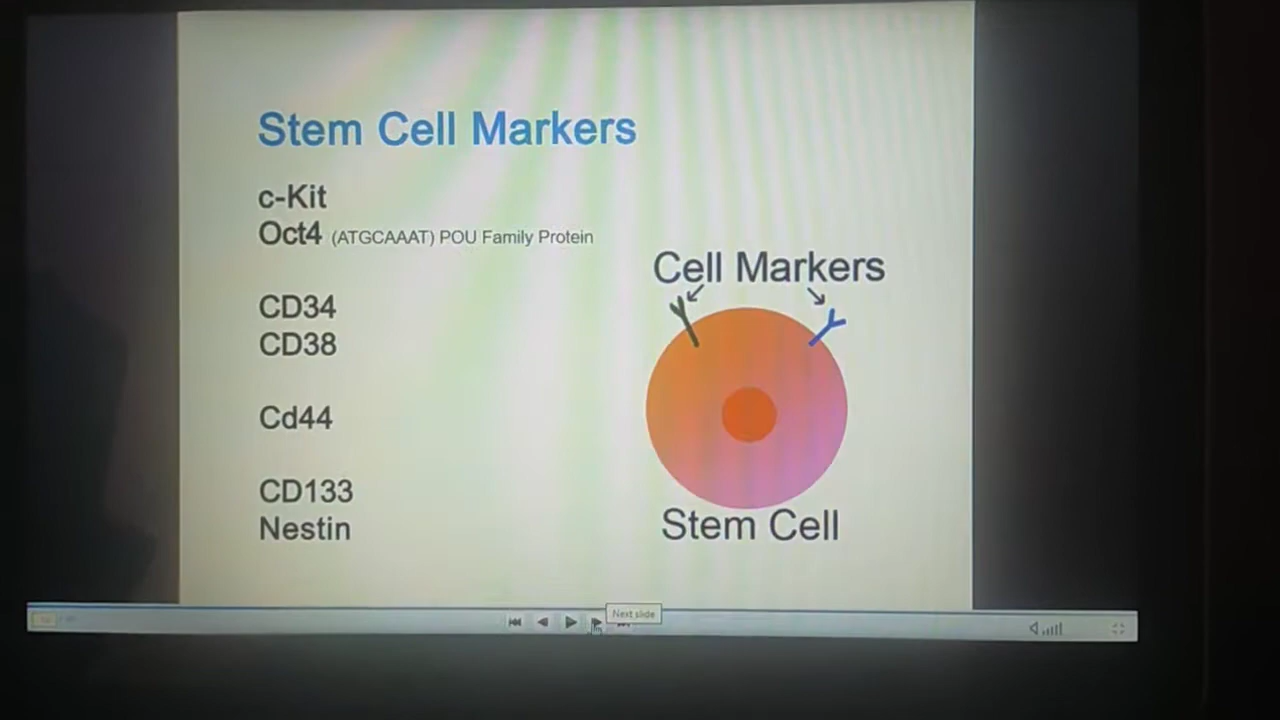 Stem Cell Markers
c-Kit
Oct4 (ATGCAAAT) POU Family Protein
CD34
CD38
Cd44
CD133
Nestin
Cell Markers
Stem Cell
Next slide